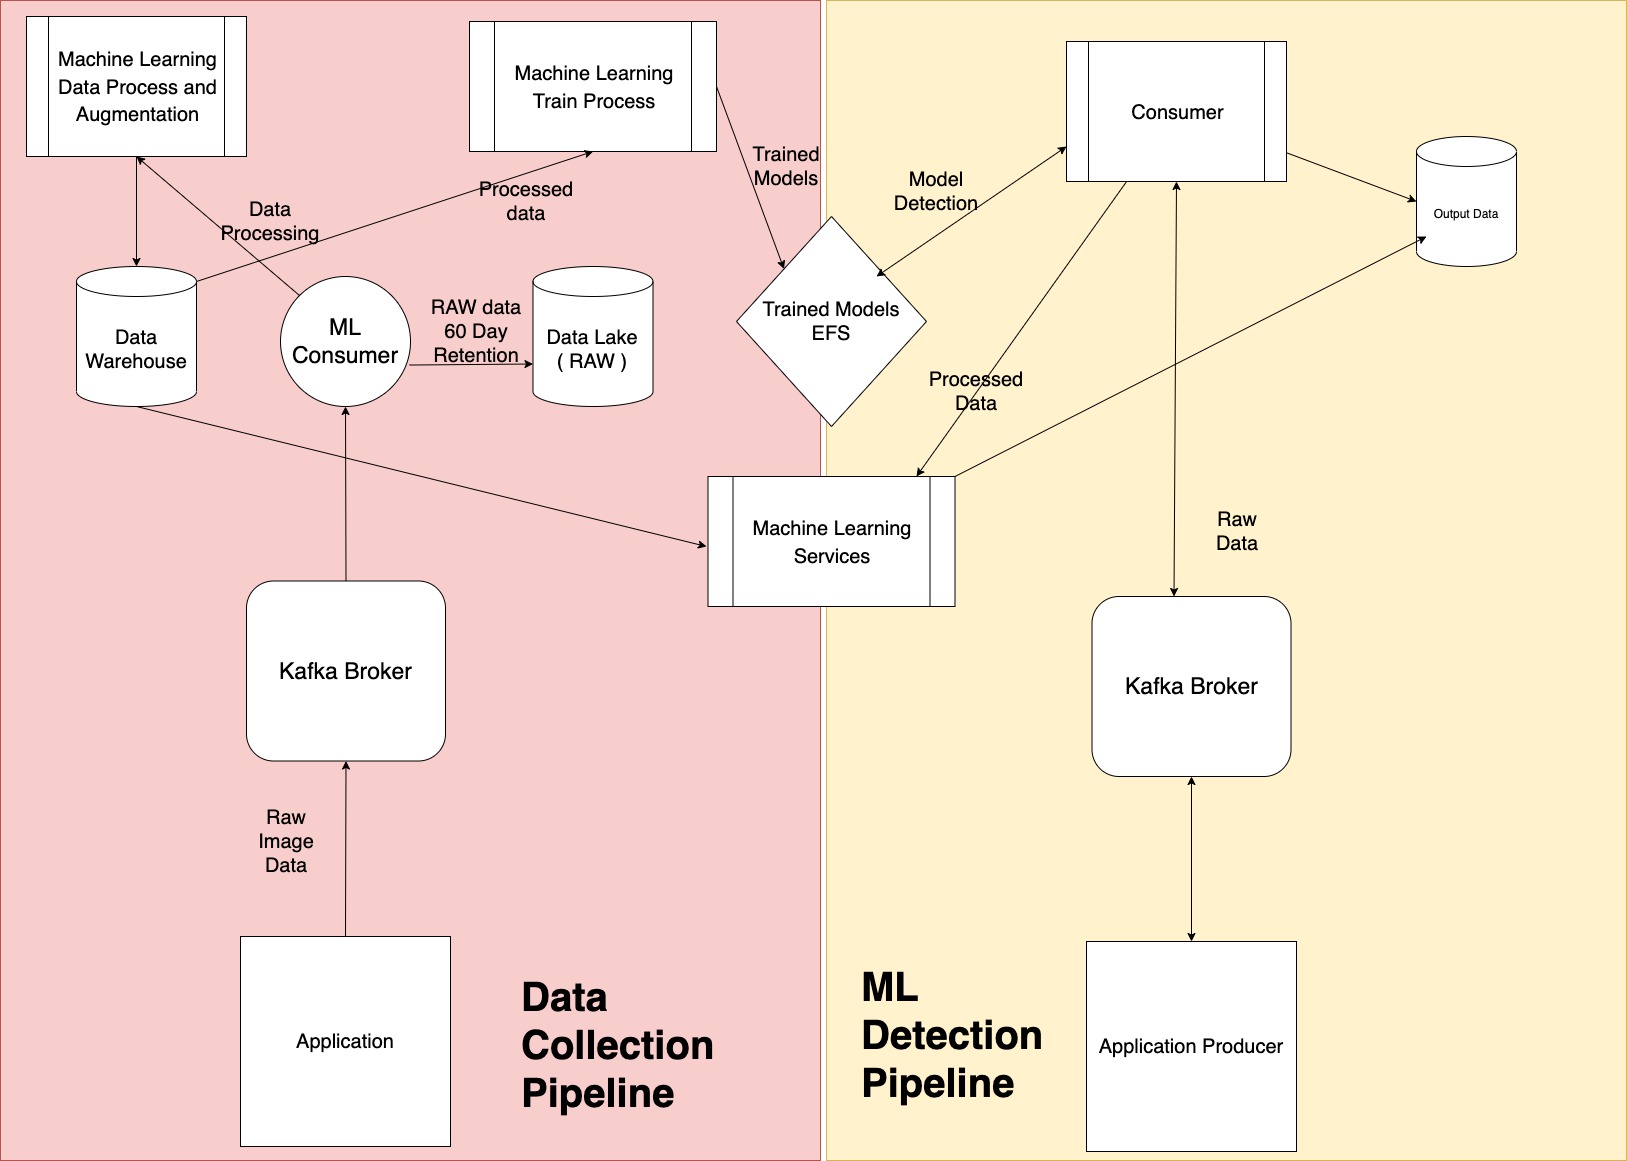 Machine Learning
Data Process and
Augmentation
Machine Learning
Train Process
Trained
Models
Processed
data
Data
Processing
Data
Warehouse
ML
Consumer
RAW data
60 Day
Retention
Data Lake
( RAW )
Kafka Broker
Raw
Image
Data
Application
Data
Collection
Pipeline
Trained Models
EFS
Machine Learning
Services
Consumer
Model
Detection
Output Data
Processed
Data
Raw
Data
Kafka Broker
Application Producer
ML
Detection
Pipeline